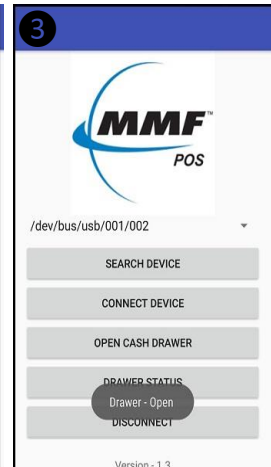 3
MMF™
POS
/dev/bus/usb/001/002
SEARCH DEVICE
CONNECT DEVICE
OPEN CASH DRAWER
DRAWER STATUS
Drawer - Open
DISCONNECT
Version - 1.3